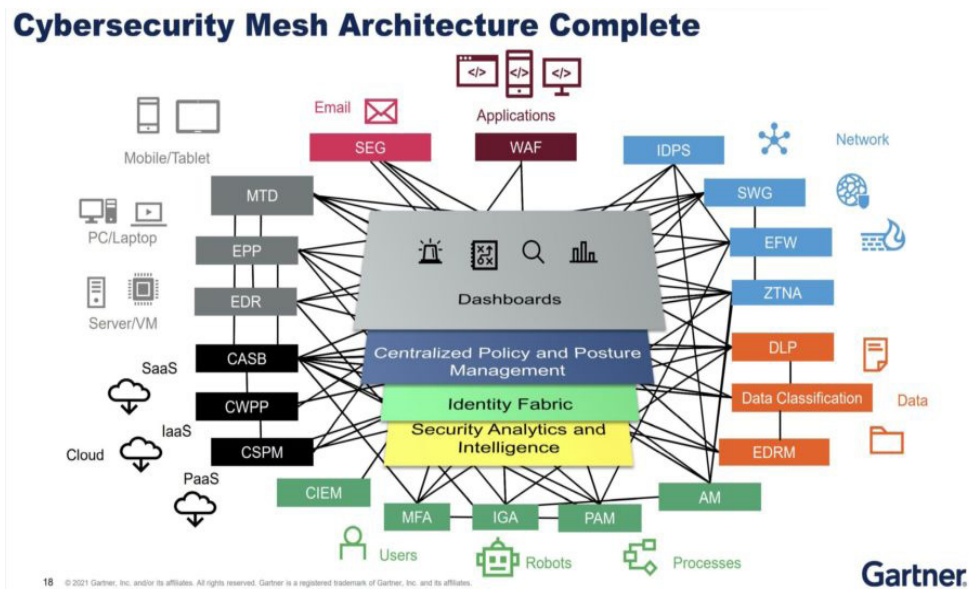 Cybersecurity Mesh Architecture Complete
</>
</>
</>
Applications
Email
SEG
WAF
IDPS
Network
Mobile/Tablet
MTD
SWG
PC/Laptop
EPP
EFW
EDR
ZTNA
Server/VM
Dashboards
CASB
DLP
SaaS
Centralized Policy and Posture
Management
CWPP
Identity Fabric
Data Classification
Data
IaaS
Security Analytics and
Intelligence
Cloud
CSPM
EDRM
PaaS
CIEM
AM
MFA
IGA
PAM
Users
Robots
Processes
18 © 2021 Gartner, Inc. and/or its affiliates. All rights reserved. Gartner is a registered trademark of Gartner, Inc. and its affiliates.
Gartner